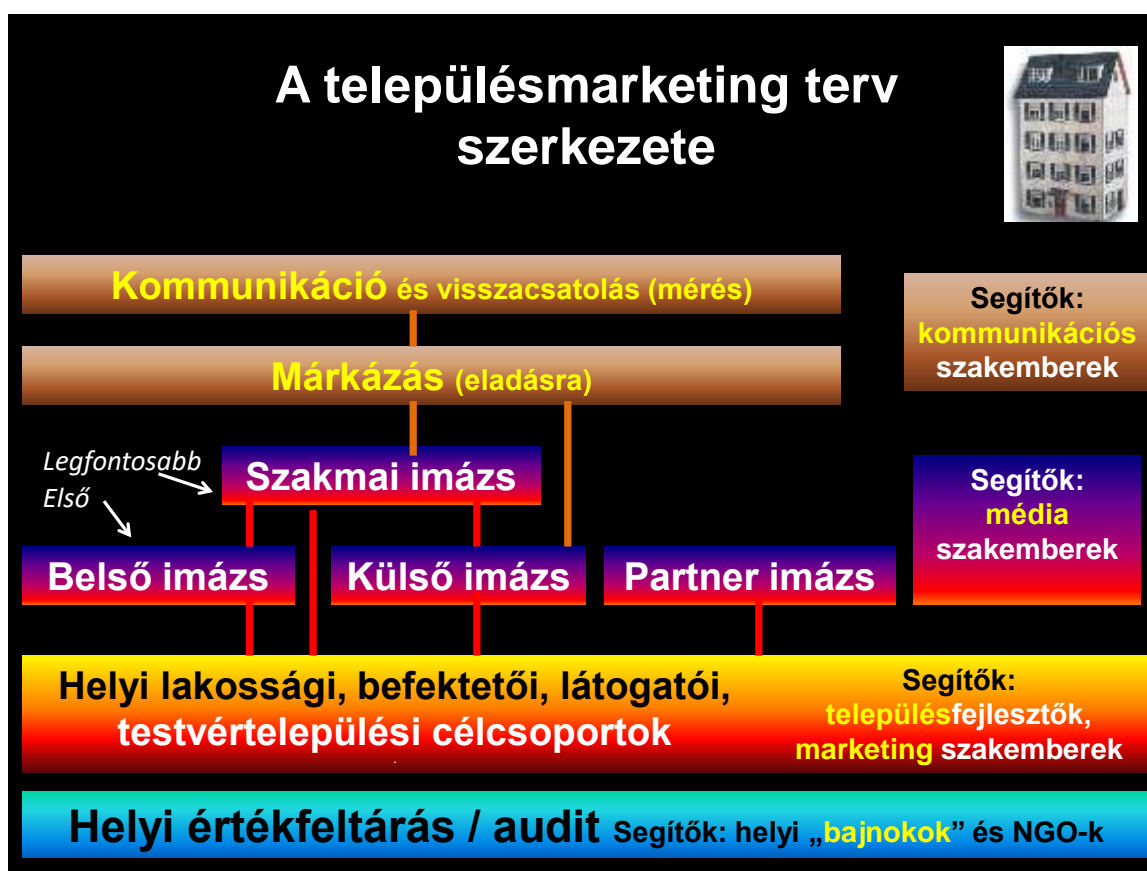 A településmarketing terv
szerkezete
Kommunikáció és visszacsatolás (mérés)
Segítők:
kommunikációs
szakemberek
Márkázás (eladásra)
Legfontosabb
Első
Szakmai imázs
Segítők:
média
szakemberek
Belső imázs
Külső imázs
Partner imázs
Helyi lakossági, befektetői, látogatói,
testvértelepülési célcsoportok
Segítők:
településfejlesztők,
marketing szakemberek
Helyi értékfeltárás / audit Segítők: helyi „bajnokok” és NGO-k